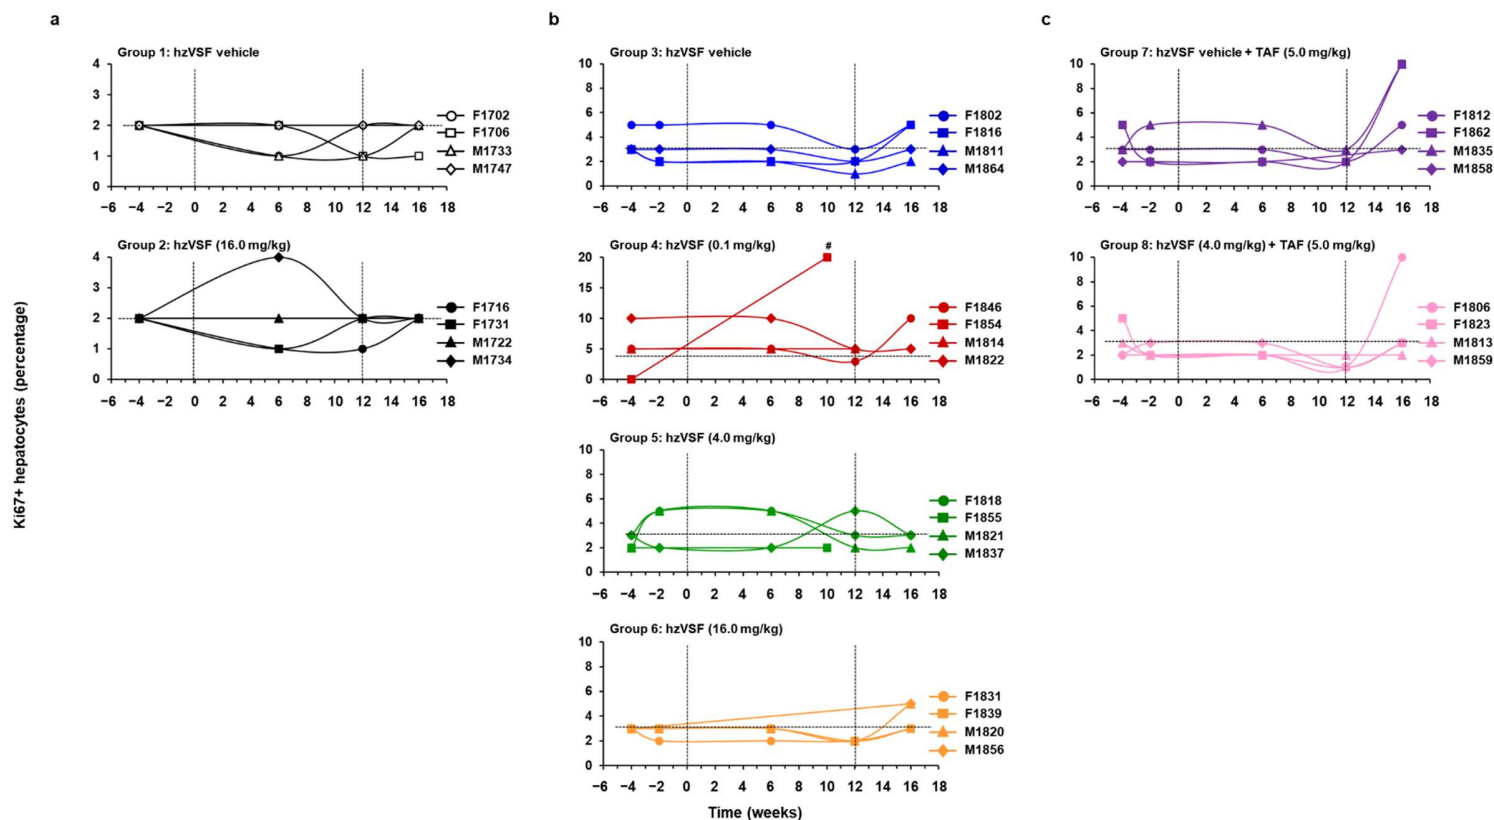 a
b
c
Ki67+ hepatocytes (percentage)
Group 1: hzVSF vehicle
4
3
2
1
0
−6 −4 −2 0 2 4 6 8 10 12 14 16 18
F1702
F1706
M1733
M1747
Group 2: hzVSF (16.0 mg/kg)
4
3
2
1
0
−6 −4 −2 0 2 4 6 8 10 12 14 16 18
F1716
F1731
M1722
M1734
Group 3: hzVSF vehicle
10
8
6
4
2
0
−6 −4 −2 0 2 4 6 8 10 12 14 16 18
F1802
F1816
M1811
M1864
Group 4: hzVSF (0.1 mg/kg)
#
20
15
10
5
0
−6 −4 −2 0 2 4 6 8 10 12 14 16 18
F1846
F1854
M1814
M1822
Group 5: hzVSF (4.0 mg/kg)
10
8
6
4
2
0
−6 −4 −2 0 2 4 6 8 10 12 14 16 18
F1818
F1855
M1821
M1837
Group 6: hzVSF (16.0 mg/kg)
10
8
6
4
2
0
−6 −4 −2 0 2 4 6 8 10 12 14 16 18
F1831
F1839
M1820
M1856
Time (weeks)
Group 7: hzVSF vehicle + TAF (5.0 mg/kg)
10
8
6
4
2
0
−6 −4 −2 0 2 4 6 8 10 12 14 16 18
F1812
F1862
M1835
M1858
Group 8: hzVSF (4.0 mg/kg) + TAF (5.0 mg/kg)
10
8
6
4
2
0
−6 −4 −2 0 2 4 6 8 10 12 14 16 18
F1806
F1823
M1813
M1859